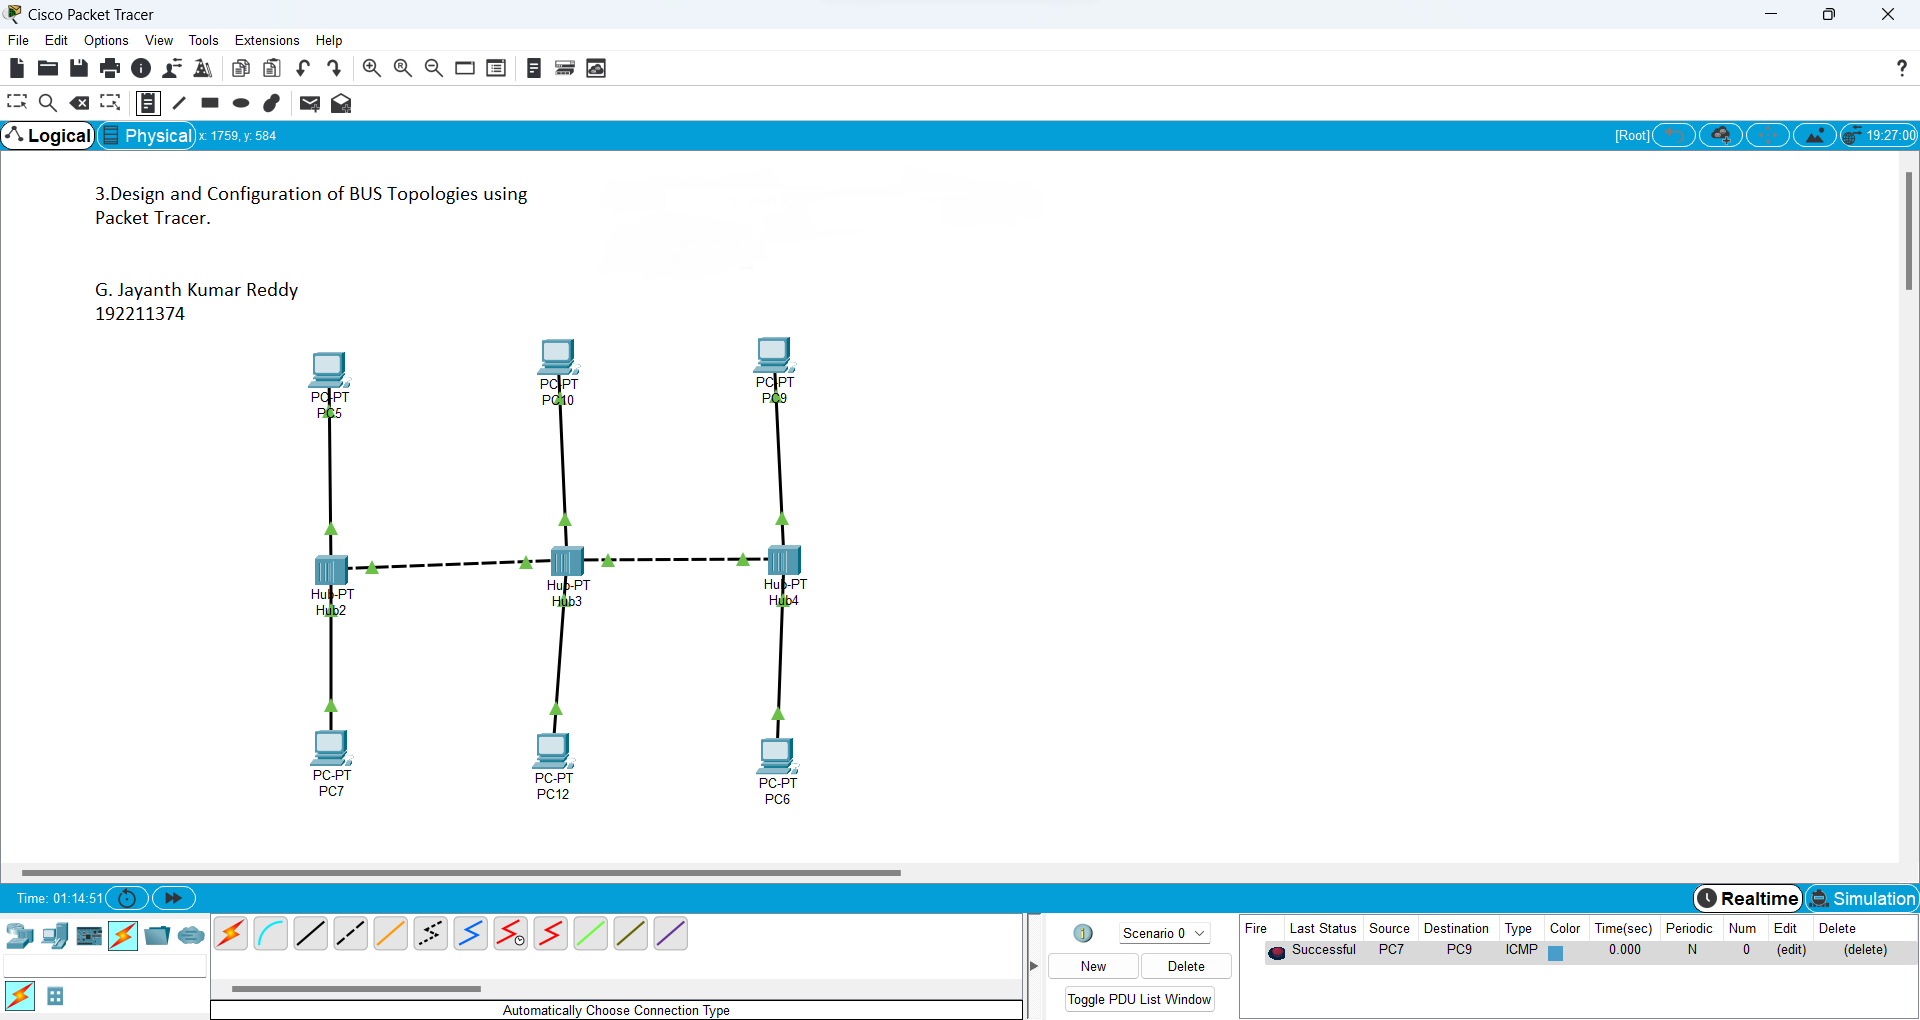 Cisco Packet Tracer
File Edit Options View Tools Extensions Help
?
Logical Physical x: 1759, y: 584 [Root] 19:27:00
3.Design and Configuration of BUS Topologies using
Packet Tracer.
G. Jayanth Kumar Reddy
192211374
PC-PT
PC5
PC-PT
PC10
PC-PT
PC9
Hub-PT
Hub2
Hub-PT
Hub3
Hub-PT
Hub4
PC-PT
PC7
PC-PT
PC12
PC-PT
PC6
Time: 01:14:51 Realtime Simulation
Scenario 0
New Delete
Toggle PDU List Window
Fire Last Status Source Destination Type Color Time(sec) Periodic Num Edit Delete
Successful PC7 PC9 ICMP 0.000 N 0 (edit) (delete)
Automatically Choose Connection Type